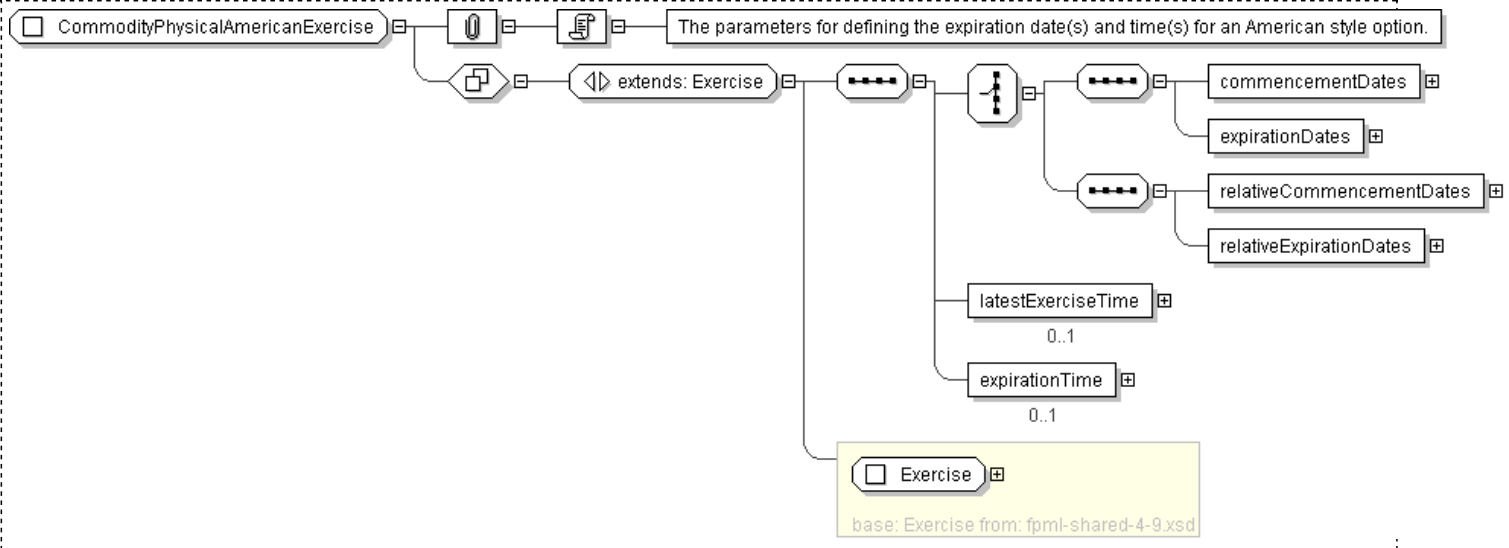 CommodityPhysicalAmericanExercise
The parameters for defining the expiration date(s) and time(s) for an American style option.
extends: Exercise
commencementDates
expirationDates
relativeCommencementDates
relativeExpirationDates
latestExerciseTime
0..1
expirationTime
0..1
Exercise
base: Exercise from: fpml-shared-4-9.xsd